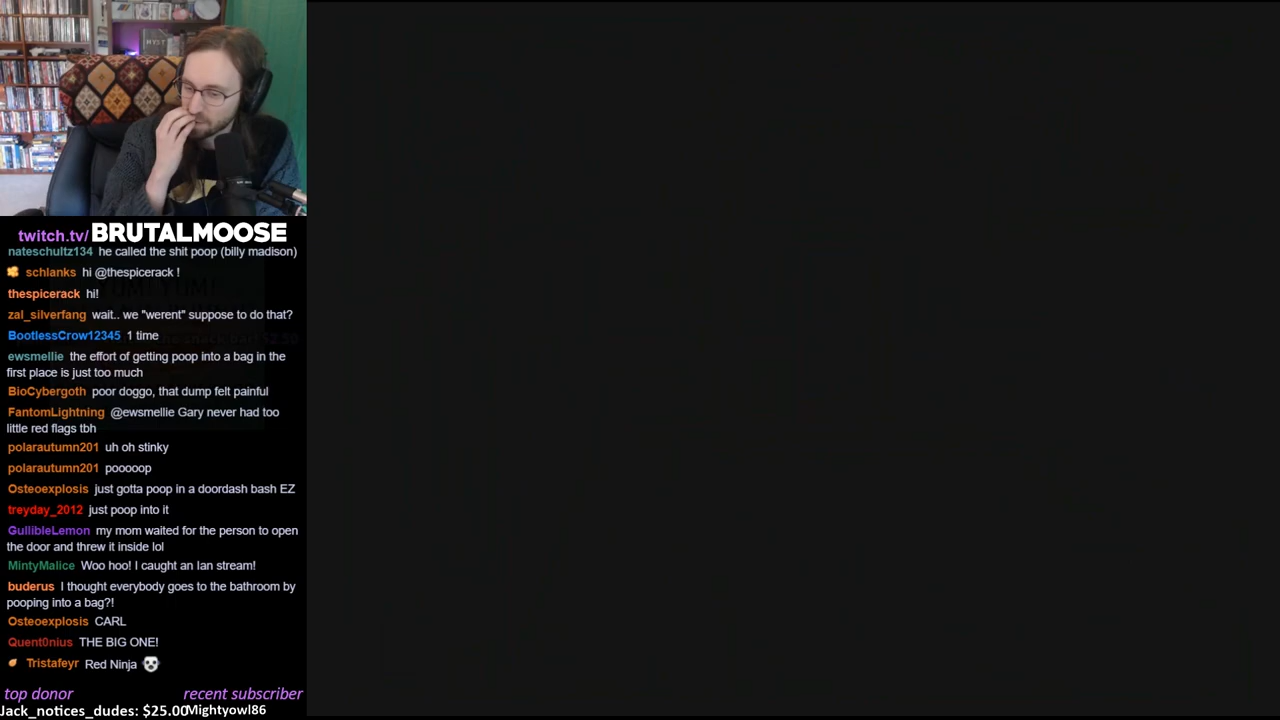 MYST
twitch.tv/ BRUTALMOOSE
nateschultz134 he called the shit poop (billy madison)
schlanks hi @thespicerack !
thespicerack hi!
zal_silverfang wait.. we "werent" suppose to do that?
BootlessCrow12345 1 time
ewsmellie the effort of getting poop into a bag in the
first place is just too much
BioCybergoth poor doggo, that dump felt painful
FantomLightning @ewsmellie Gary never had too
little red flags tbh
polarautumn201 uh oh stinky
polarautumn201 pooooop
Osteoexplosis just gotta poop in a doordash bash EZ
treyday_2012 just poop into it
GullibleLemon my mom waited for the person to open
the door and threw it inside lol
MintyMalice Woo hoo! I caught an Ian stream!
buderus I thought everybody goes to the bathroom by
pooping into a bag?!
Osteoexplosis CARL
Quent0nius THE BIG ONE!
Tristafeyr Red Ninja
top donor recent subscriber
Jack_notices_dudes: $25.00 Mightyowl86